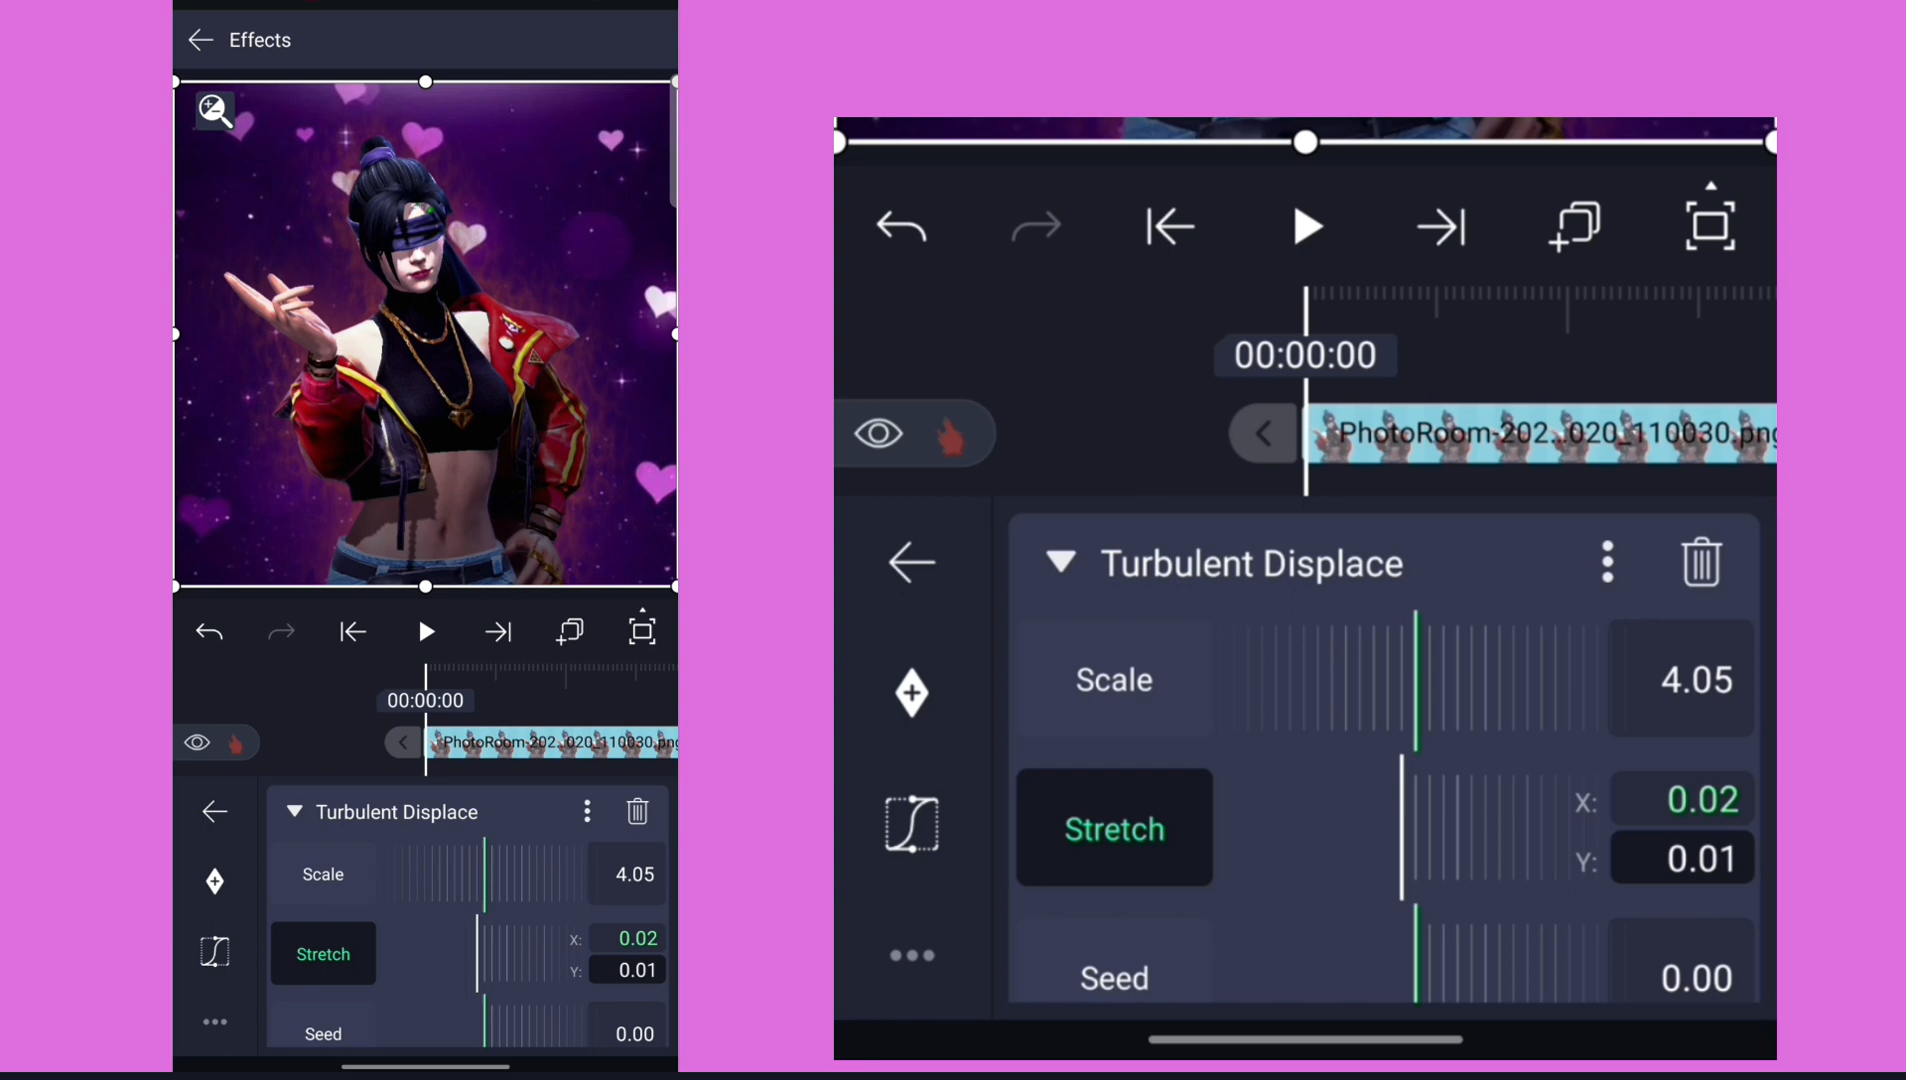 Effects
00:00:00
PhotoRoom-202...020_110030.png
Turbulent Displace
Scale
4.05
Stretch
X: 0.02
Y: 0.01
Seed
0.00
00:00:00
PhotoRoom-202...020_110030.png
Turbulent Displace
Scale
4.05
Stretch
X: 0.02
Y: 0.01
Seed
0.00